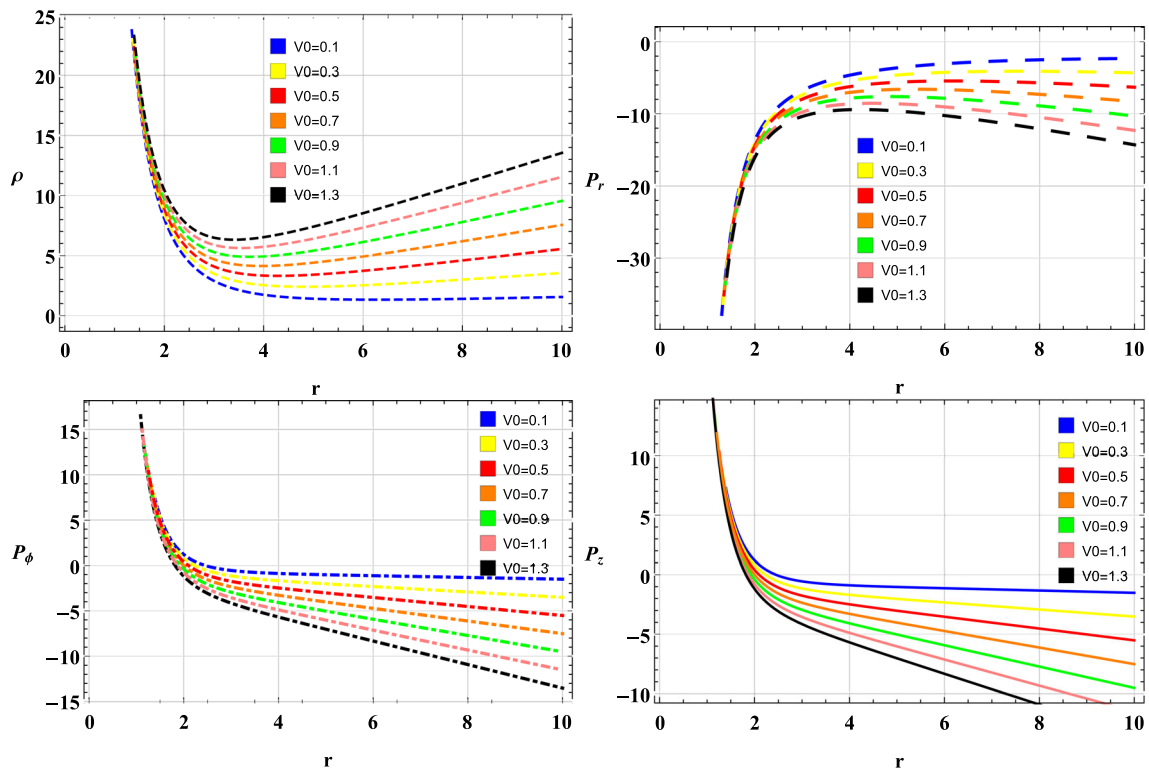 25
20
15
10
5
0
ρ
V0=0.1
V0=0.3
V0=0.5
V0=0.7
V0=0.9
V0=1.1
V0=1.3
0 2 4 6 8 10
r
0
−10
−20
−30
P_r
V0=0.1
V0=0.3
V0=0.5
V0=0.7
V0=0.9
V0=1.1
V0=1.3
0 2 4 6 8 10
r
15
10
5
0
−5
−10
−15
P_ϕ
V0=0.1
V0=0.3
V0=0.5
V0=0.7
V0=0.9
V0=1.1
V0=1.3
0 2 4 6 8 10
r
10
5
0
−5
−10
P_z
V0=0.1
V0=0.3
V0=0.5
V0=0.7
V0=0.9
V0=1.1
V0=1.3
0 2 4 6 8 10
r